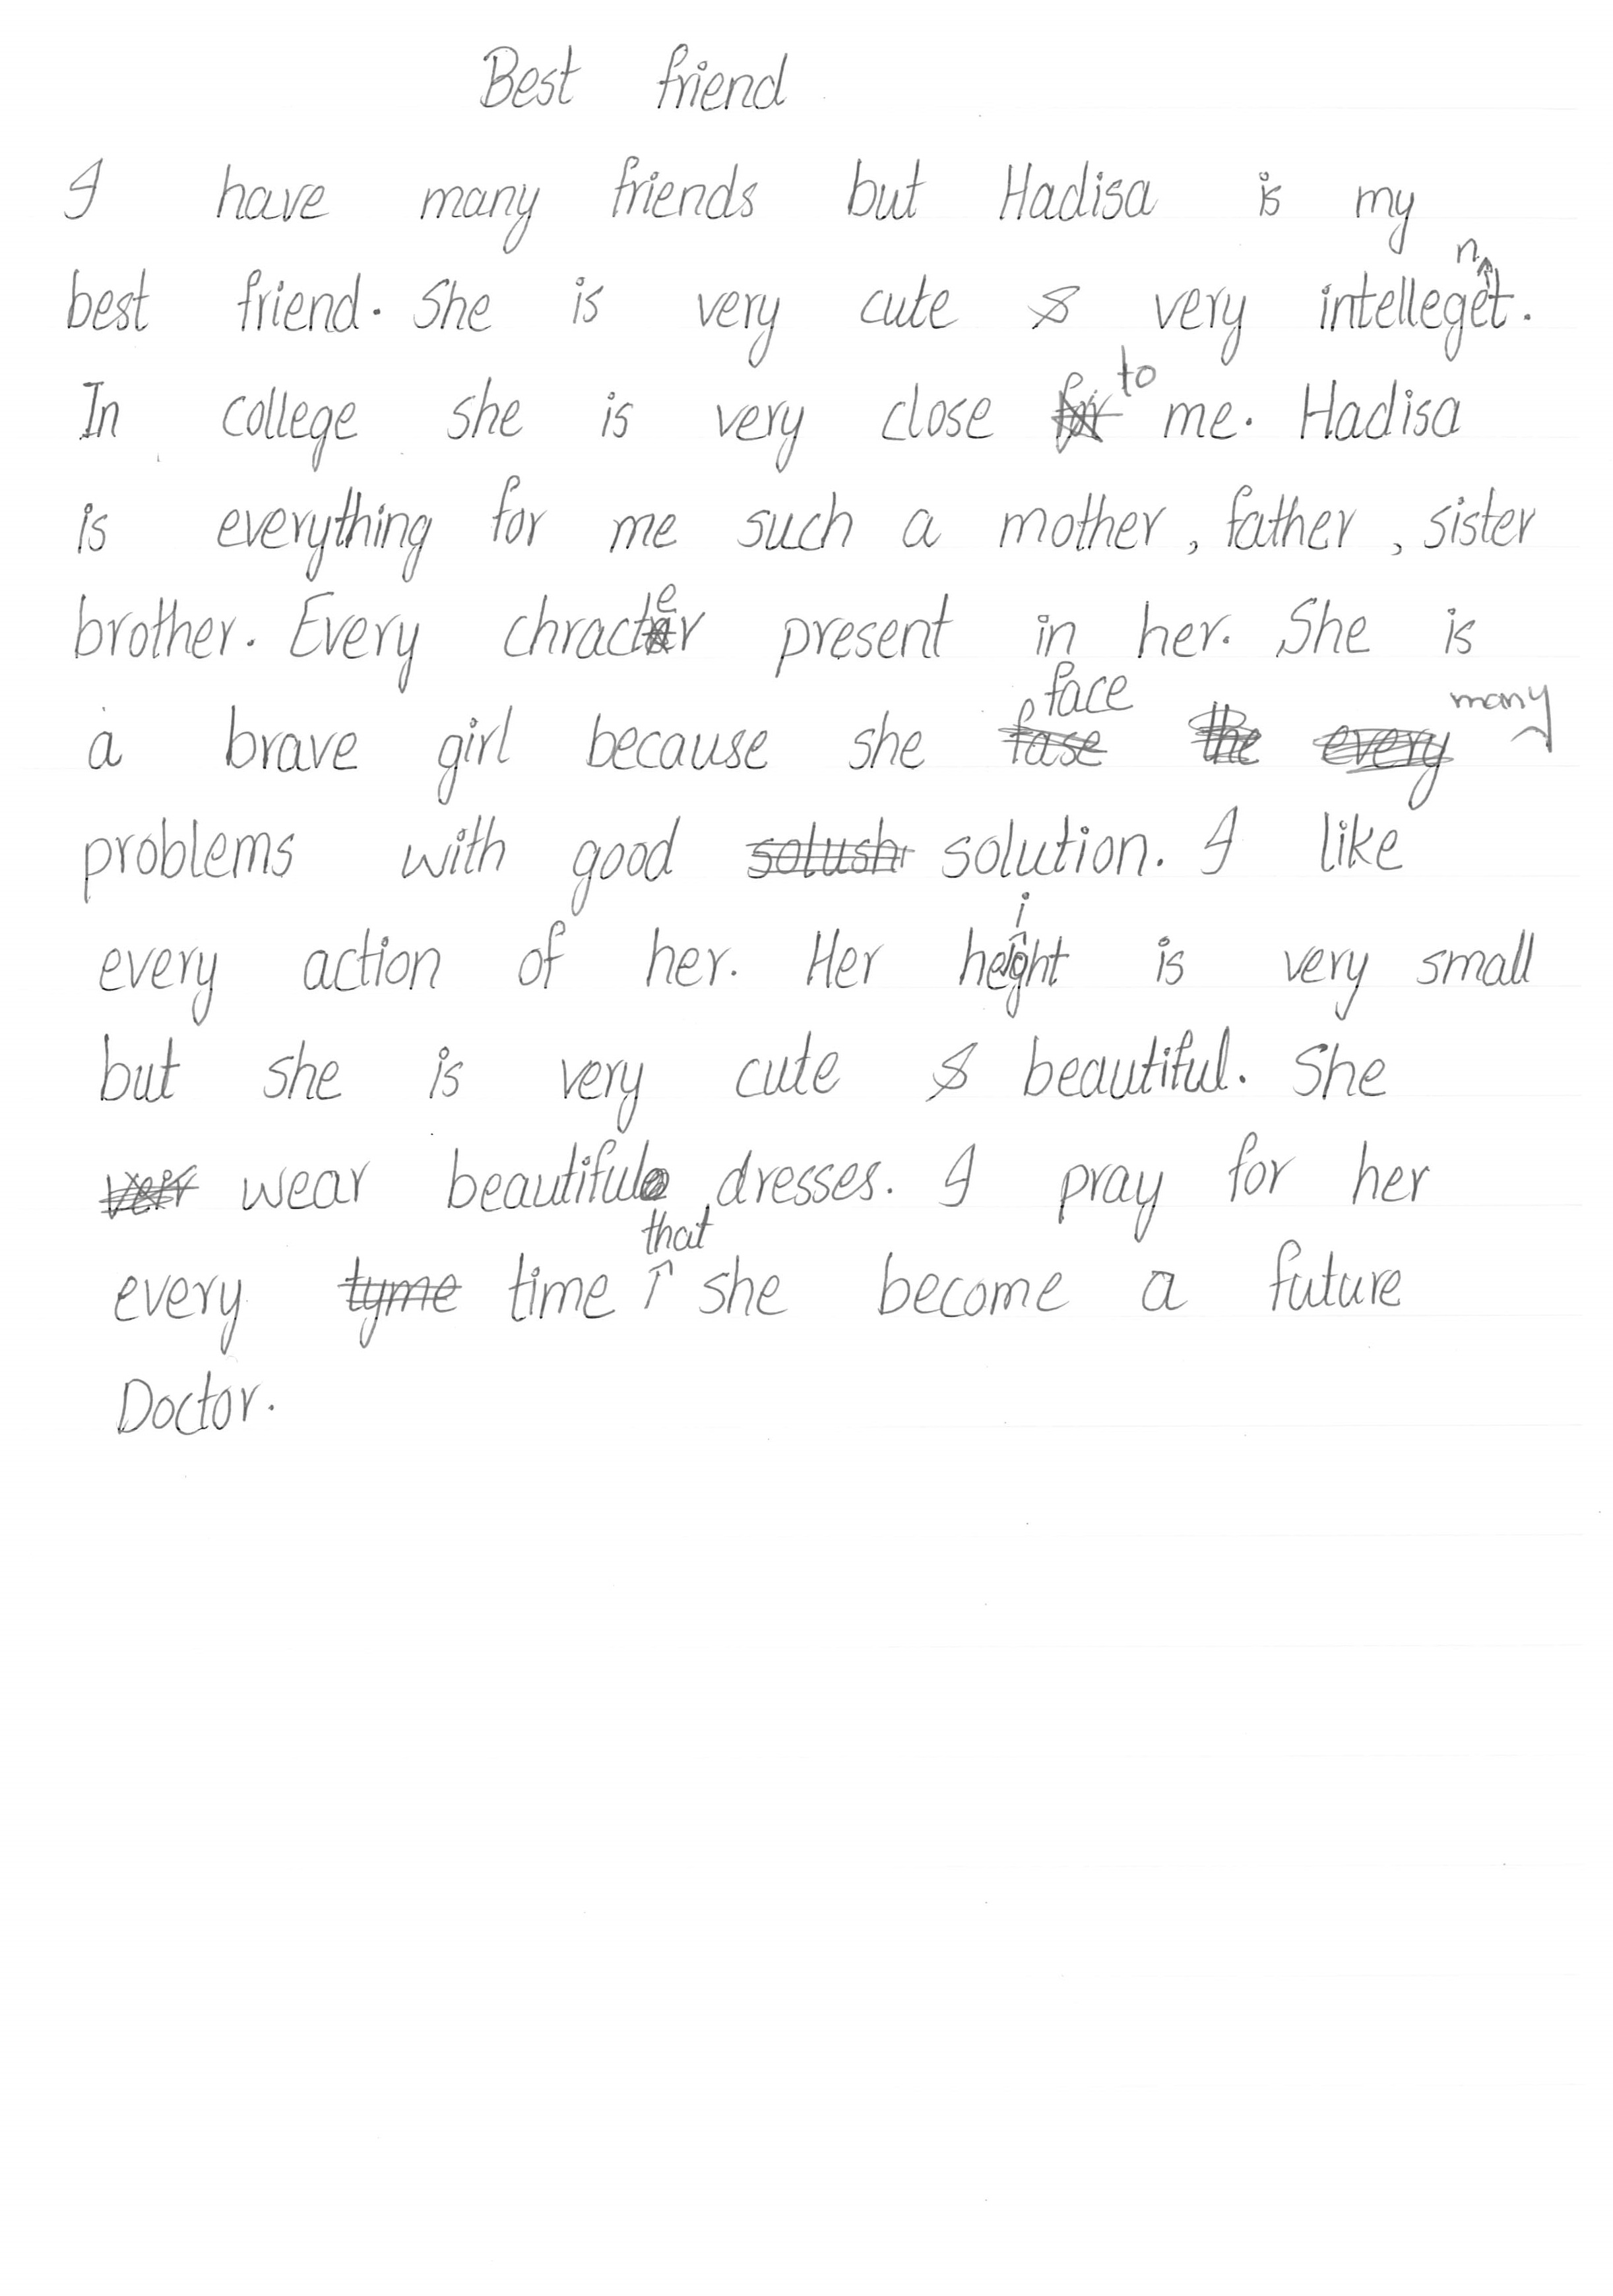 Best friend
I have many friends but Hadisa is my
best friend. She is very cute & very intellegent.
In college she is very close to me. Hadisa
is everything for me such a mother, father, sister
brother. Every chracter present in her. She is
a brave girl because she face many
problems with good solution. I like
every action of her. Her height is very small
but she is very cute & beautiful. She
wear beautiful dresses. I pray for her
every time that she become a future
Doctor.